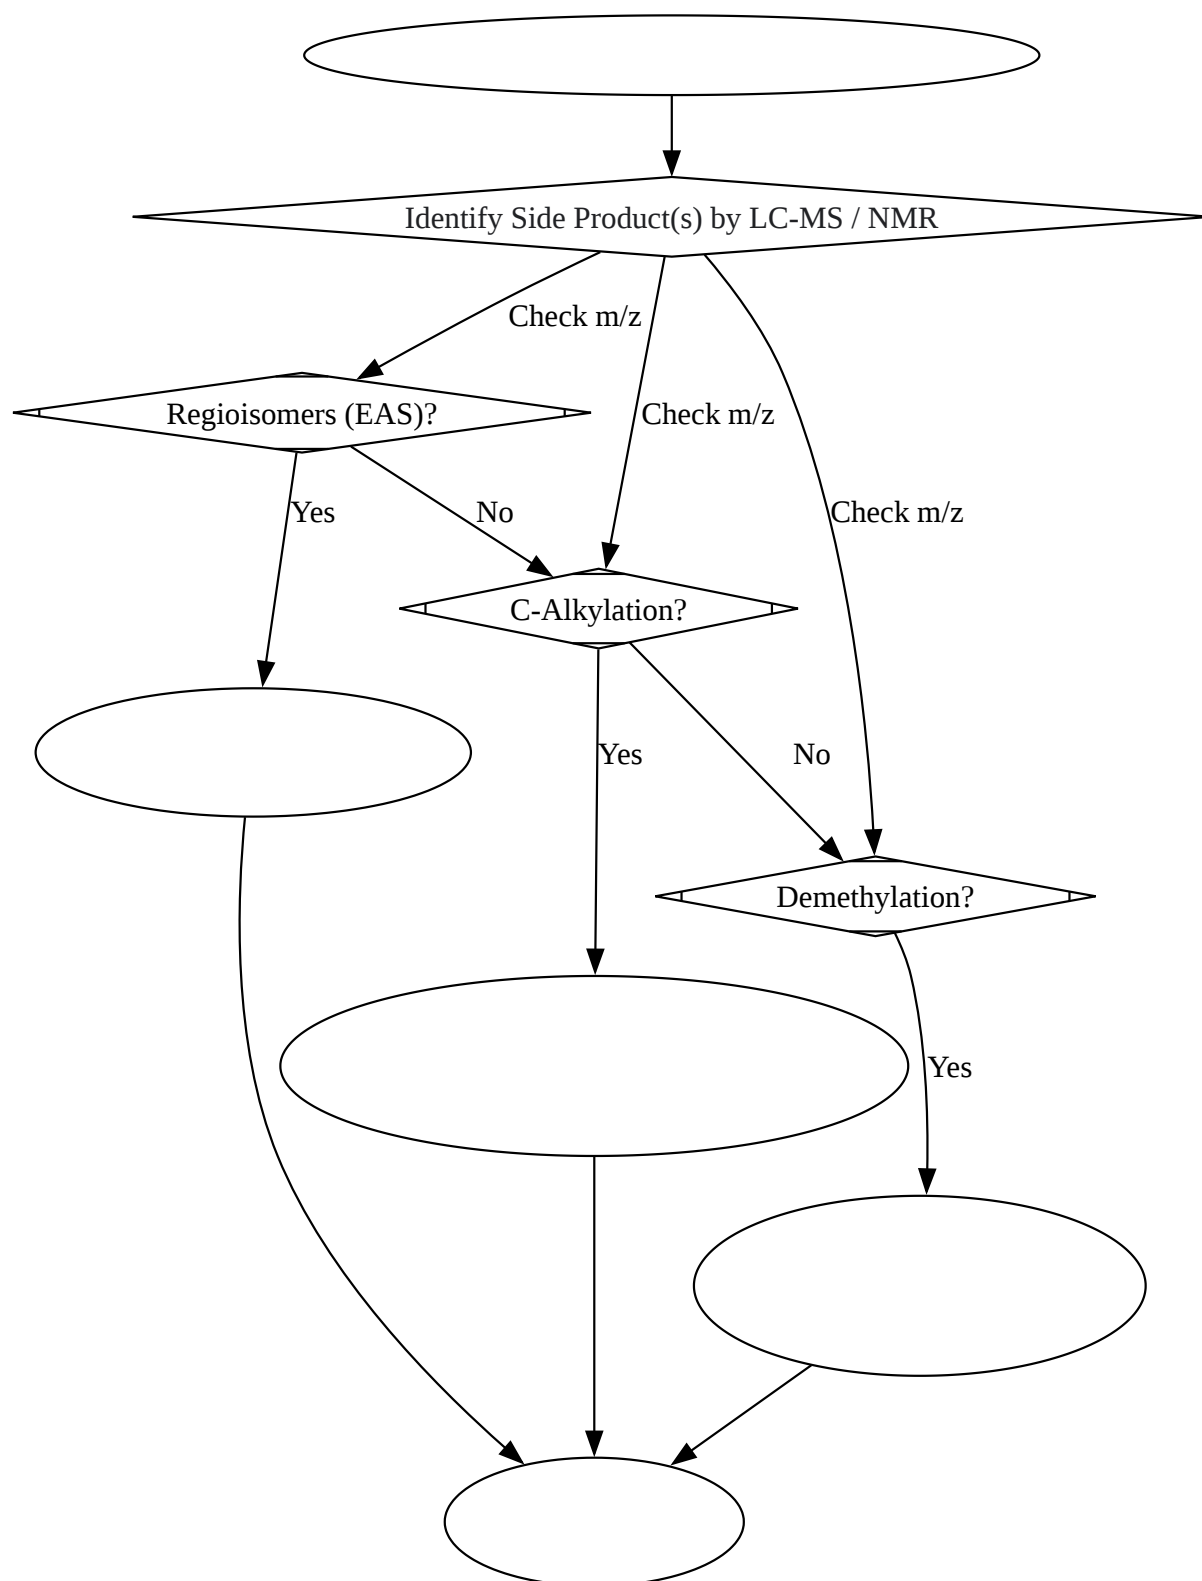 Identify Side Product(s) by LC-MS / NMR
Check m/z
Regioisomers (EAS)?
Check m/z
Yes
No
Check m/z
C-Alkylation?
Yes
No
Demethylation?
Yes